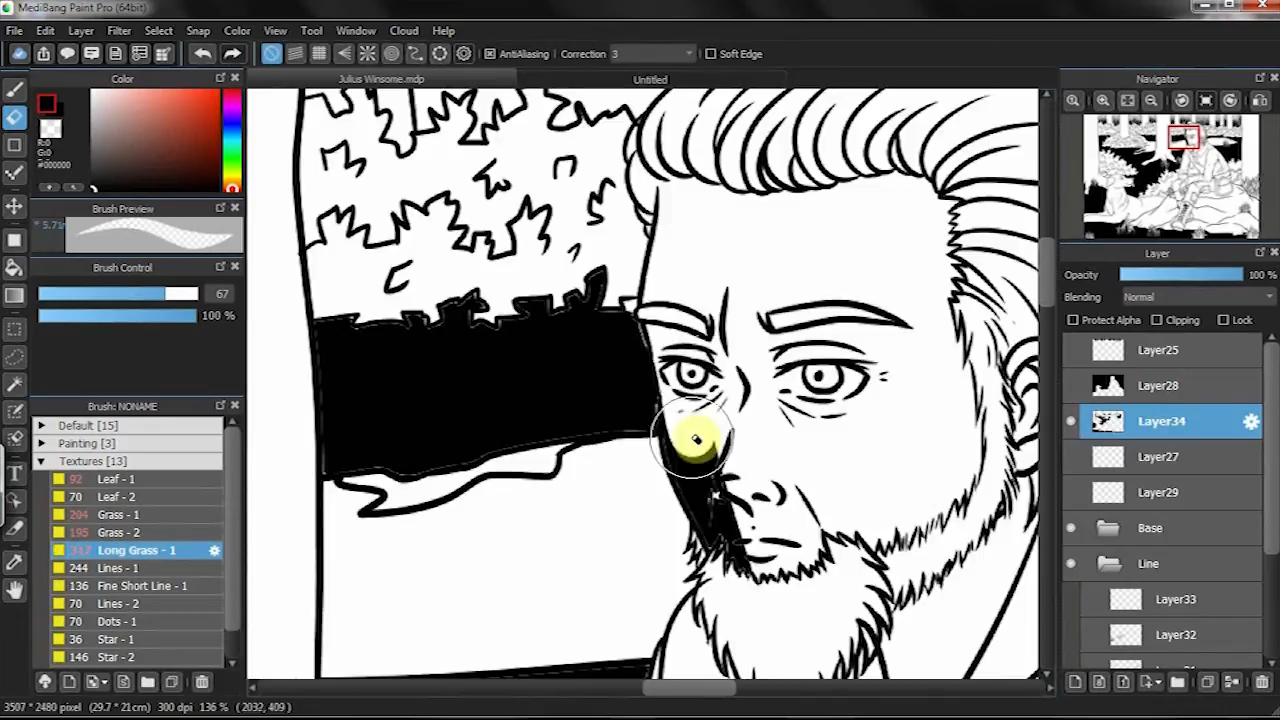 MediBang Paint Pro (64bit)
File Edit Layer Filter Select Snap Color View Tool Window Cloud Help
AntiAliasing Correction 3 Soft Edge
Color
Julius Winsome.mdp
Untitled
Navigator
R:0
G:0
#000000
Brush Preview
Brush Control
67
100 %
Brush: NONAME
Default [15]
Painting [3]
Textures [13]
92 Leaf - 1
70 Leaf - 2
204 Grass - 1
195 Grass - 2
317 Long Grass - 1
244 Lines - 1
136 Fine Short Line - 1
70 Lines - 2
70 Dots - 1
36 Star - 1
146 Star - 2
Layer
Opacity 100 %
Blending Normal
Protect Alpha Clipping Lock
Layer25
Layer28
Layer34
Layer27
Layer29
Base
Line
Layer33
Layer32
3507 * 2480 pixel (29.7 * 21cm) 300 dpi 136 % ( 2032, 409 )